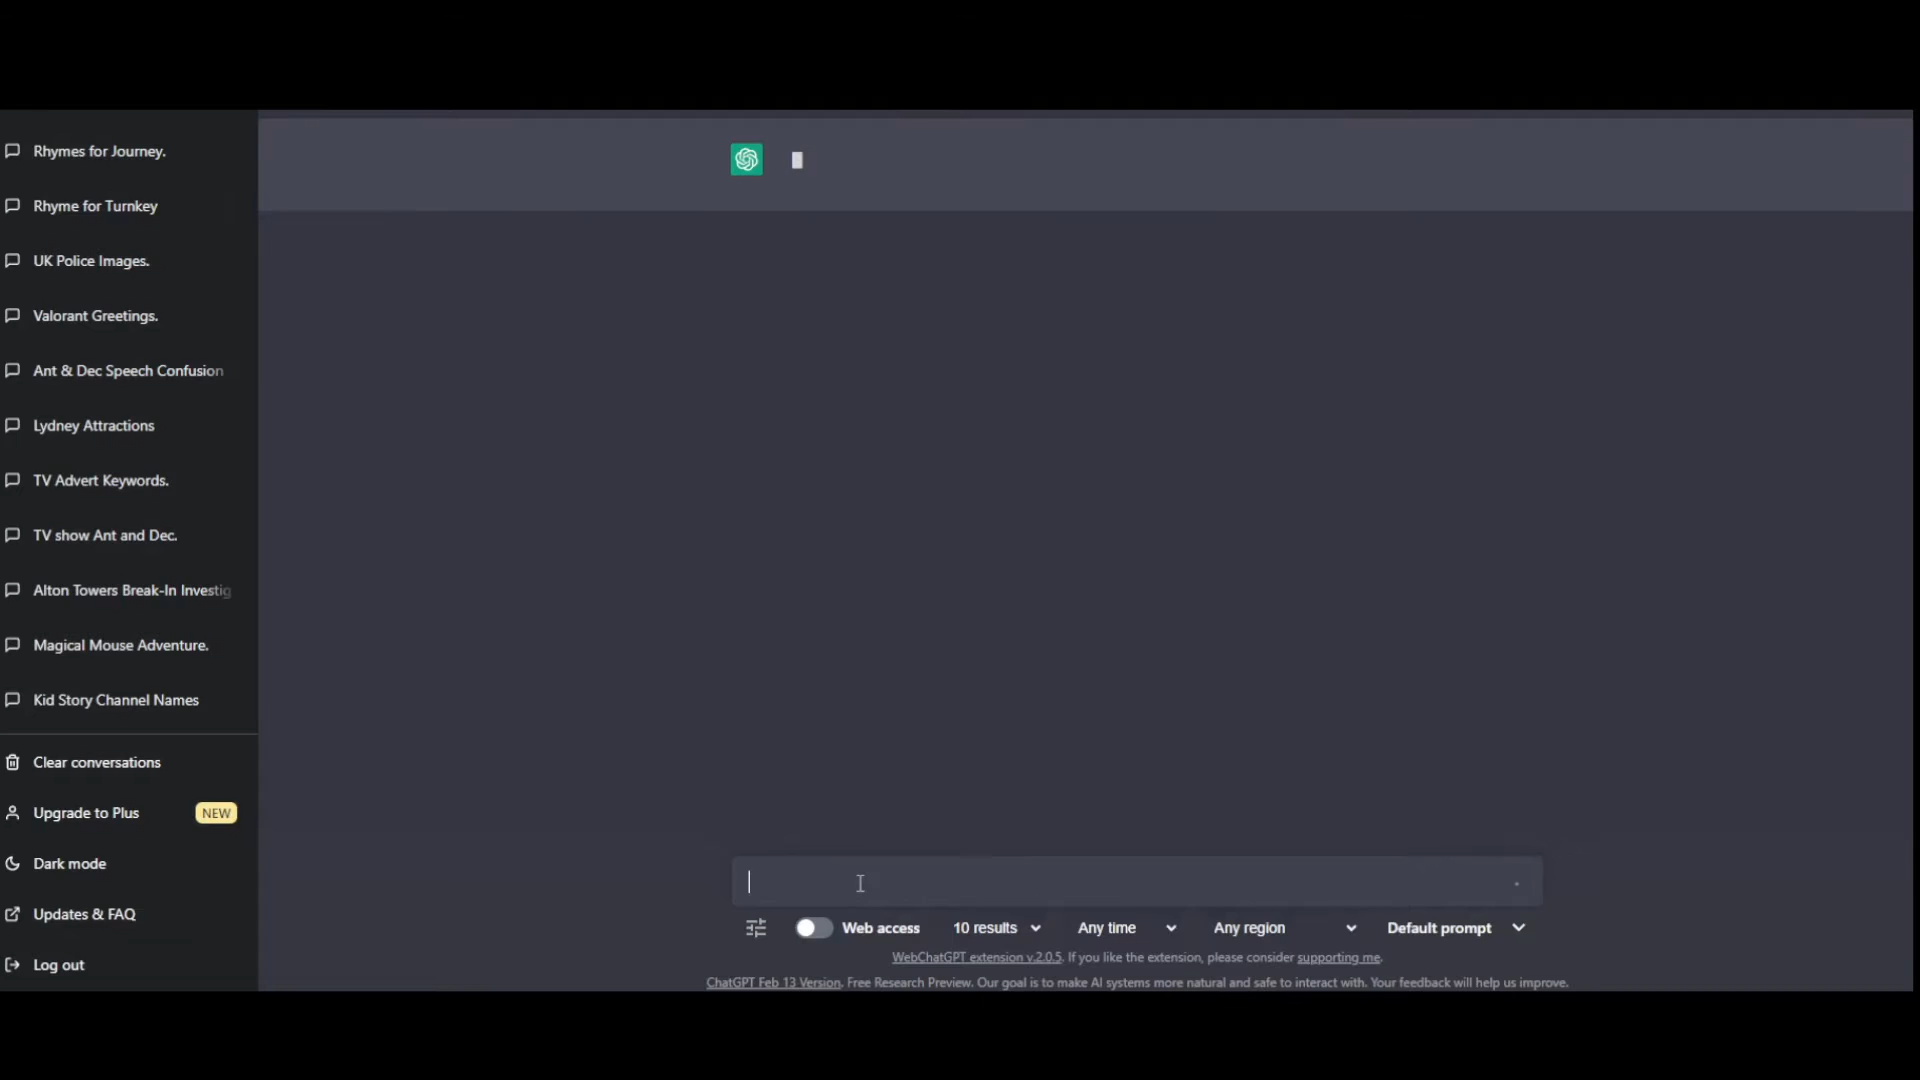 Rhymes for Journey.
Rhyme for Turnkey
UK Police Images.
Valorant Greetings.
Ant & Dec Speech Confusion
Lydney Attractions
TV Advert Keywords.
TV show Ant and Dec.
Alton Towers Break-In Investig
Magical Mouse Adventure.
Kid Story Channel Names
Clear conversations
Upgrade to Plus NEW
Dark mode
Updates & FAQ
Log out
Web access 10 results Any time Any region Default prompt
WebChatGPT extension v.2.0.5. If you like the extension, please consider supporting me.
ChatGPT Feb 13 Version. Free Research Preview. Our goal is to make AI systems more natural and safe to interact with. Your feedback will help us improve.